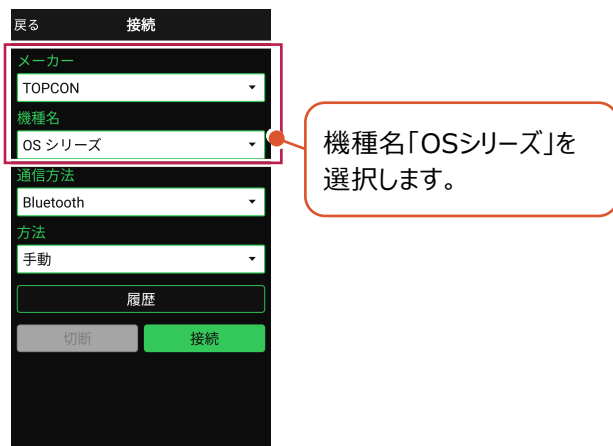 戻る 接続
メーカー
TOPCON
機種名
OS シリーズ
通信方法
Bluetooth
方法
手動
履歴
切断 接続
機種名「OSシリーズ」を
選択します。